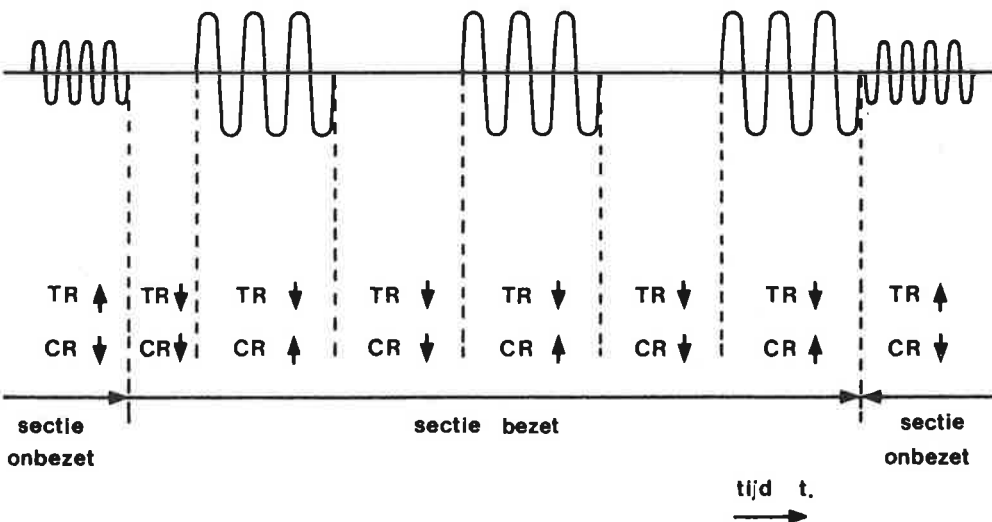 TR TR TR TR TR TR TR TR
CR CR CR CR CR CR CR CR
sectie
onbezet
sectie bezet
sectie
onbezet
tijd t.